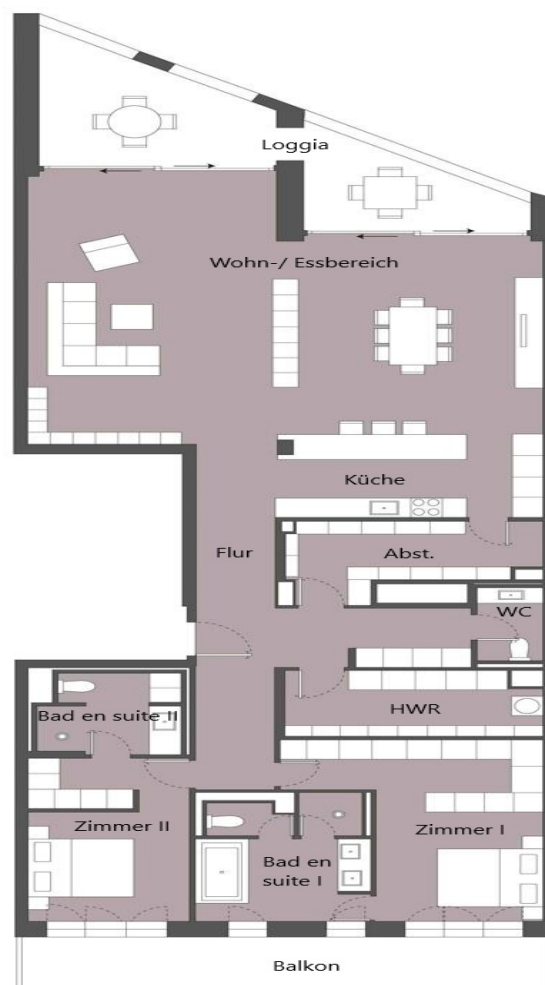 Loggia
Wohn-/ Essbereich
Küche
Flur
Abst.
WC
Bad en suite II
HWR
Zimmer II
Zimmer I
Bad en
suite I
Balkon